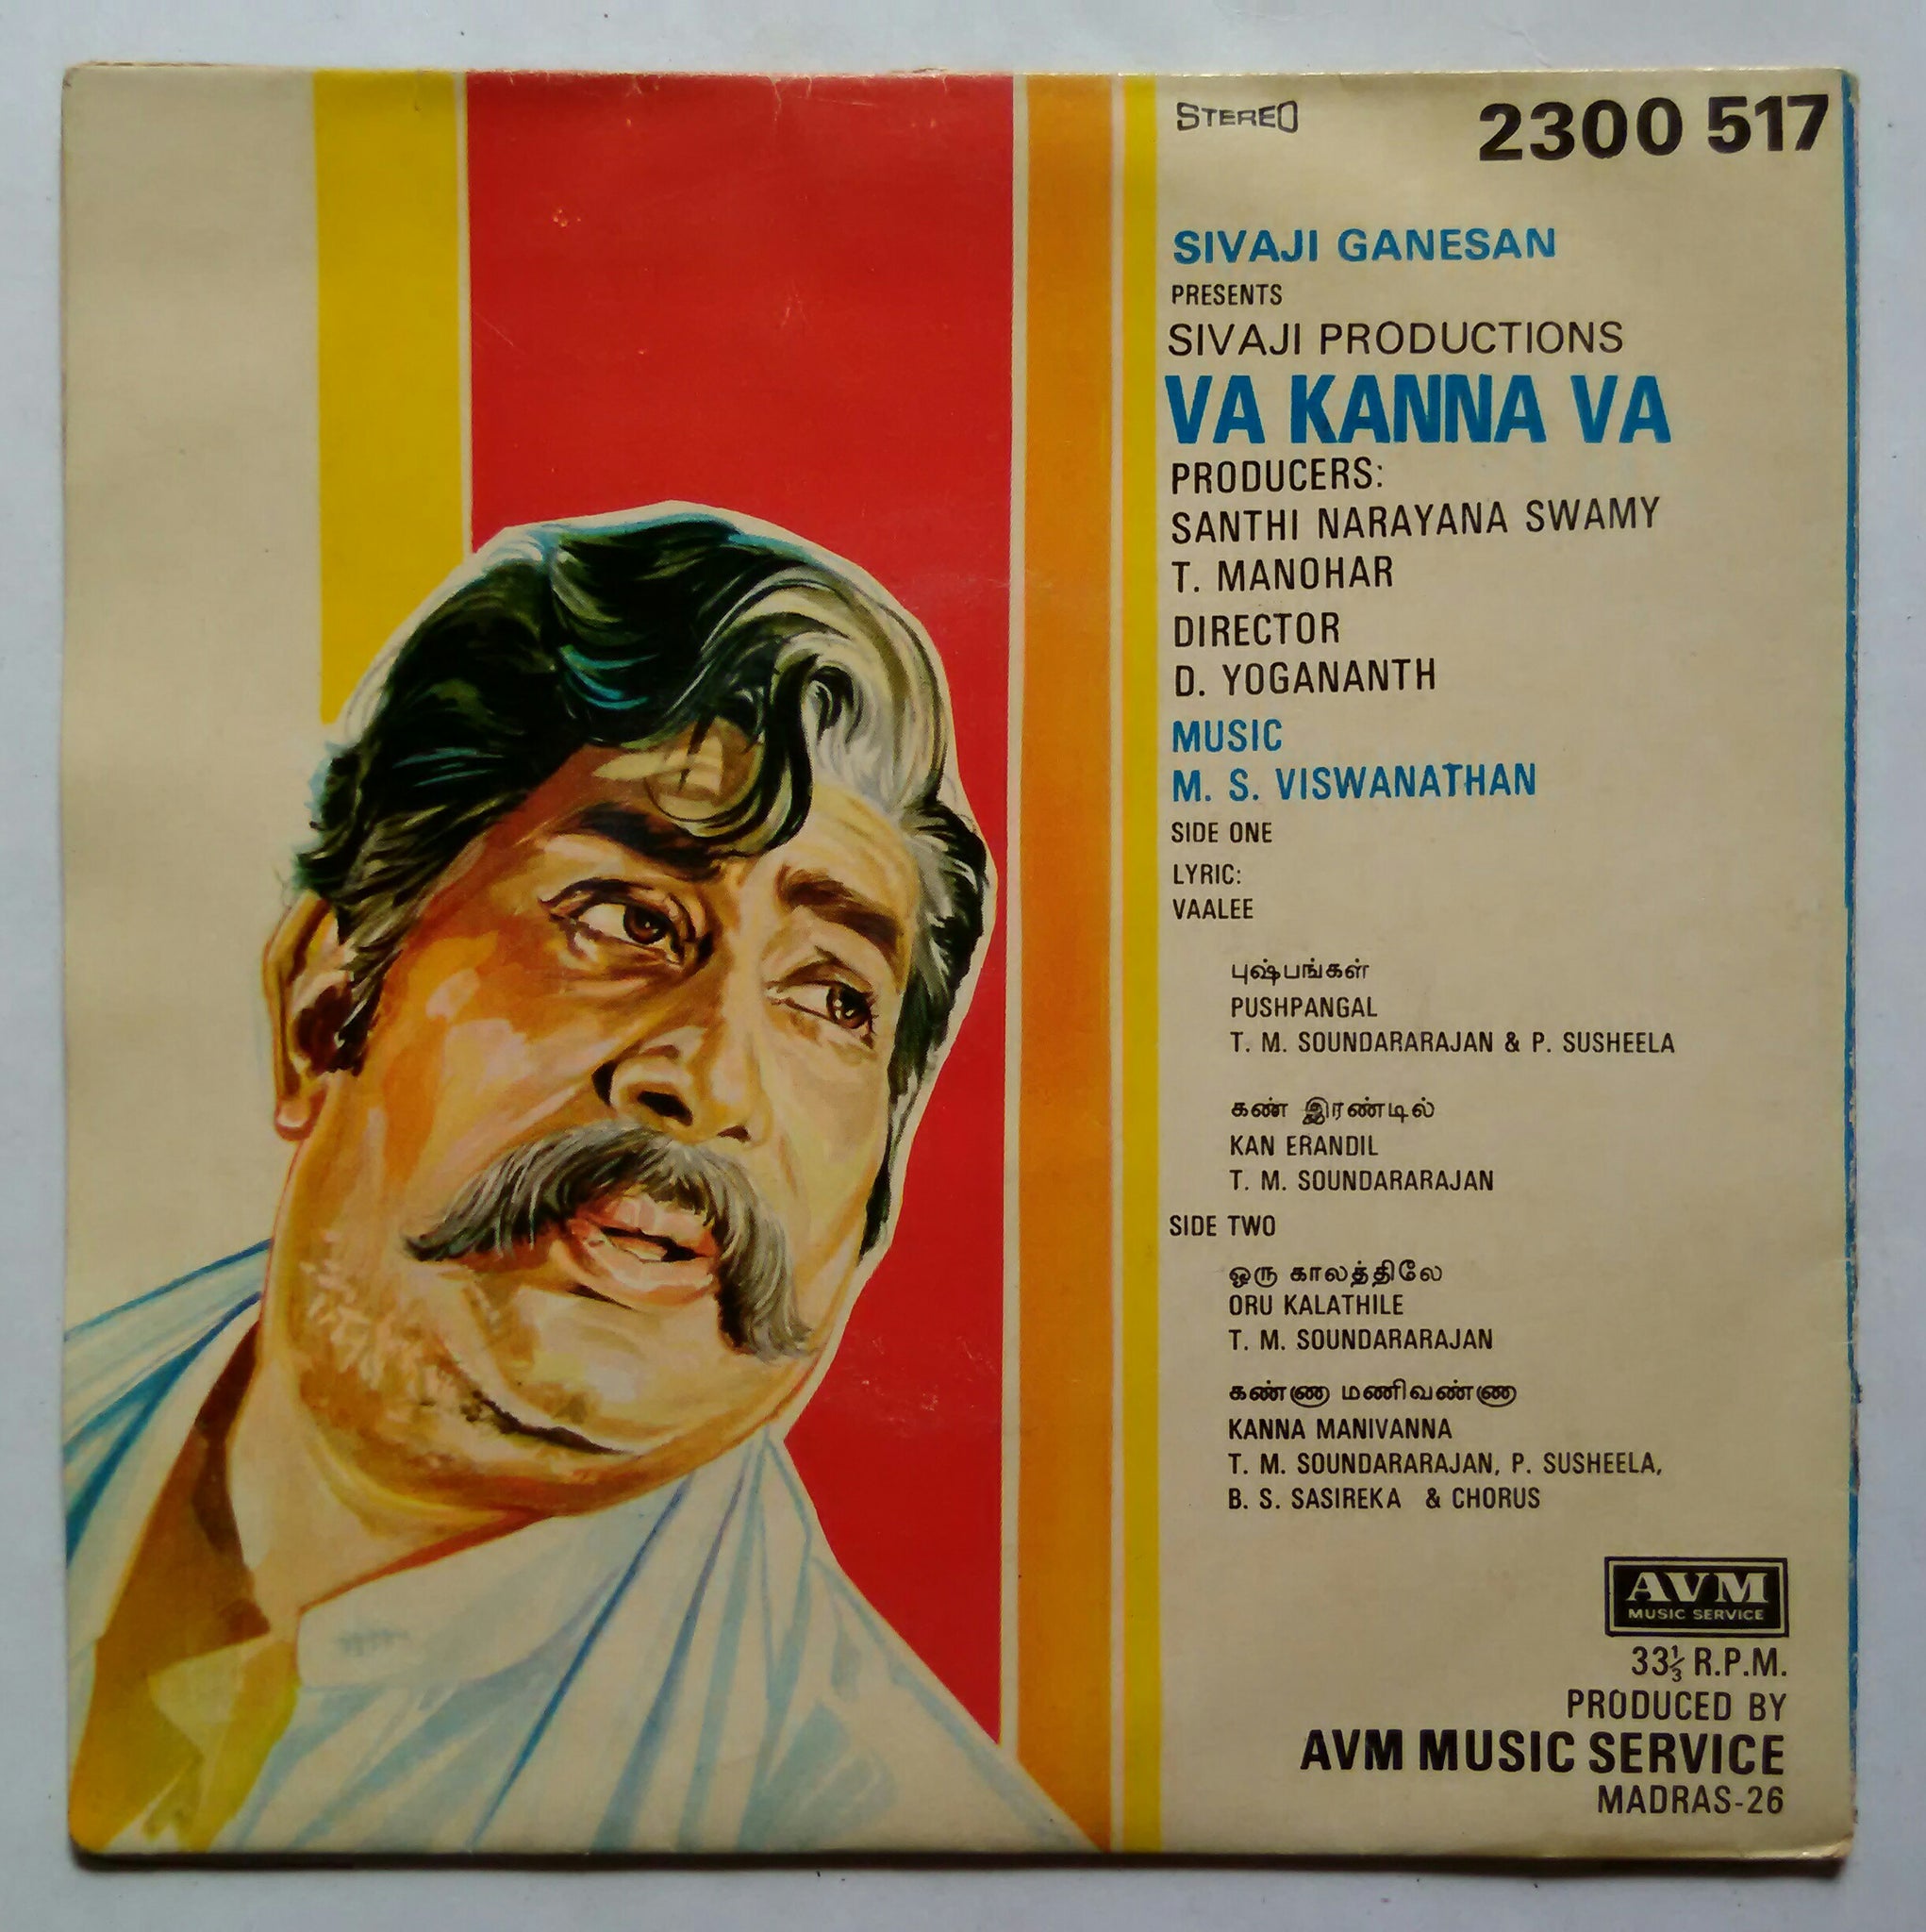 STEREO
2300 517
SIVAJI GANESAN
PRESENTS
SIVAJI PRODUCTIONS
VA KANNA VA
PRODUCERS:
SANTHI NARAYANA SWAMY
T. MANOHAR
DIRECTOR
D. YOGANANTH
MUSIC
M. S. VISWANATHAN
SIDE ONE
LYRIC:
VAALEE
புஷ்பங்கள்
PUSHPANGAL
T. M. SOUNDARARAJAN & P. SUSHEELA
கண் இரண்டில்
KAN ERANDIL
T. M. SOUNDARARAJAN
SIDE TWO
ஒரு காலத்திலே
ORU KALATHILE
T. M. SOUNDARARAJAN
கண்ணா மணிவண்ணா
KANNA MANIVANNA
T. M. SOUNDARARAJAN, P. SUSHEELA,
B. S. SASIREKA & CHORUS
AVM
MUSIC SERVICE
33⅓ R.P.M.
PRODUCED BY
AVM MUSIC SERVICE
MADRAS-26